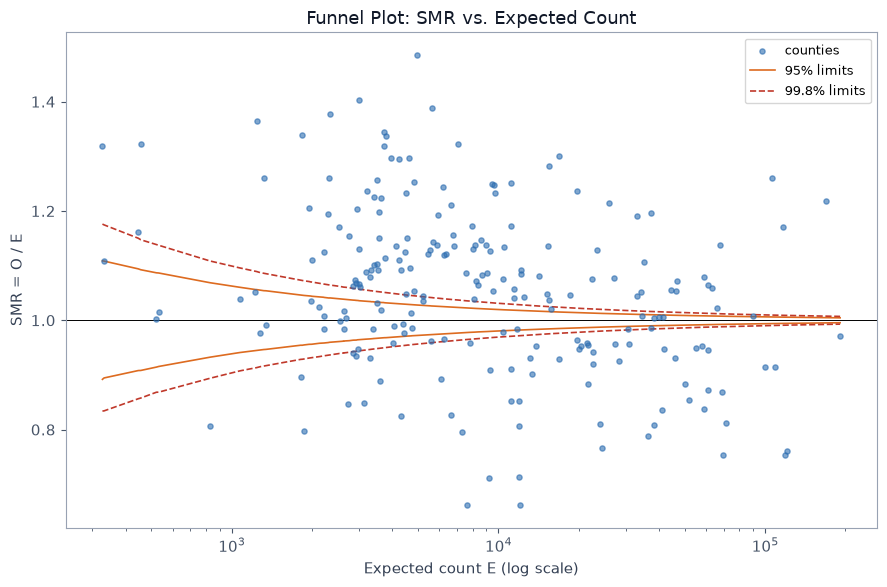 Funnel Plot: SMR vs. Expected Count
counties
95% limits
99.8% limits
SMR = O / E
1.4
1.2
1.0
0.8
10³
10⁴
10⁵
Expected count E (log scale)